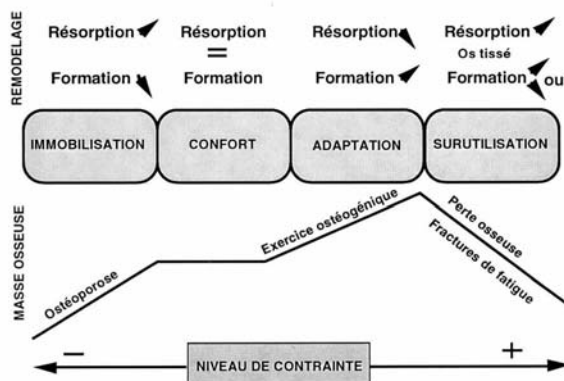 REMODELAGE
Résorption Résorption Résorption Résorption
= Os tissé
Formation Formation Formation Formation ou
IMMOBILISATION CONFORT ADAPTATION SURUTILISATION
MASSE OSSEUSE
Ostéoporose
Exercice ostéogénique
Perte osseuse
Fractures de fatigue
− +
NIVEAU DE CONTRAINTE